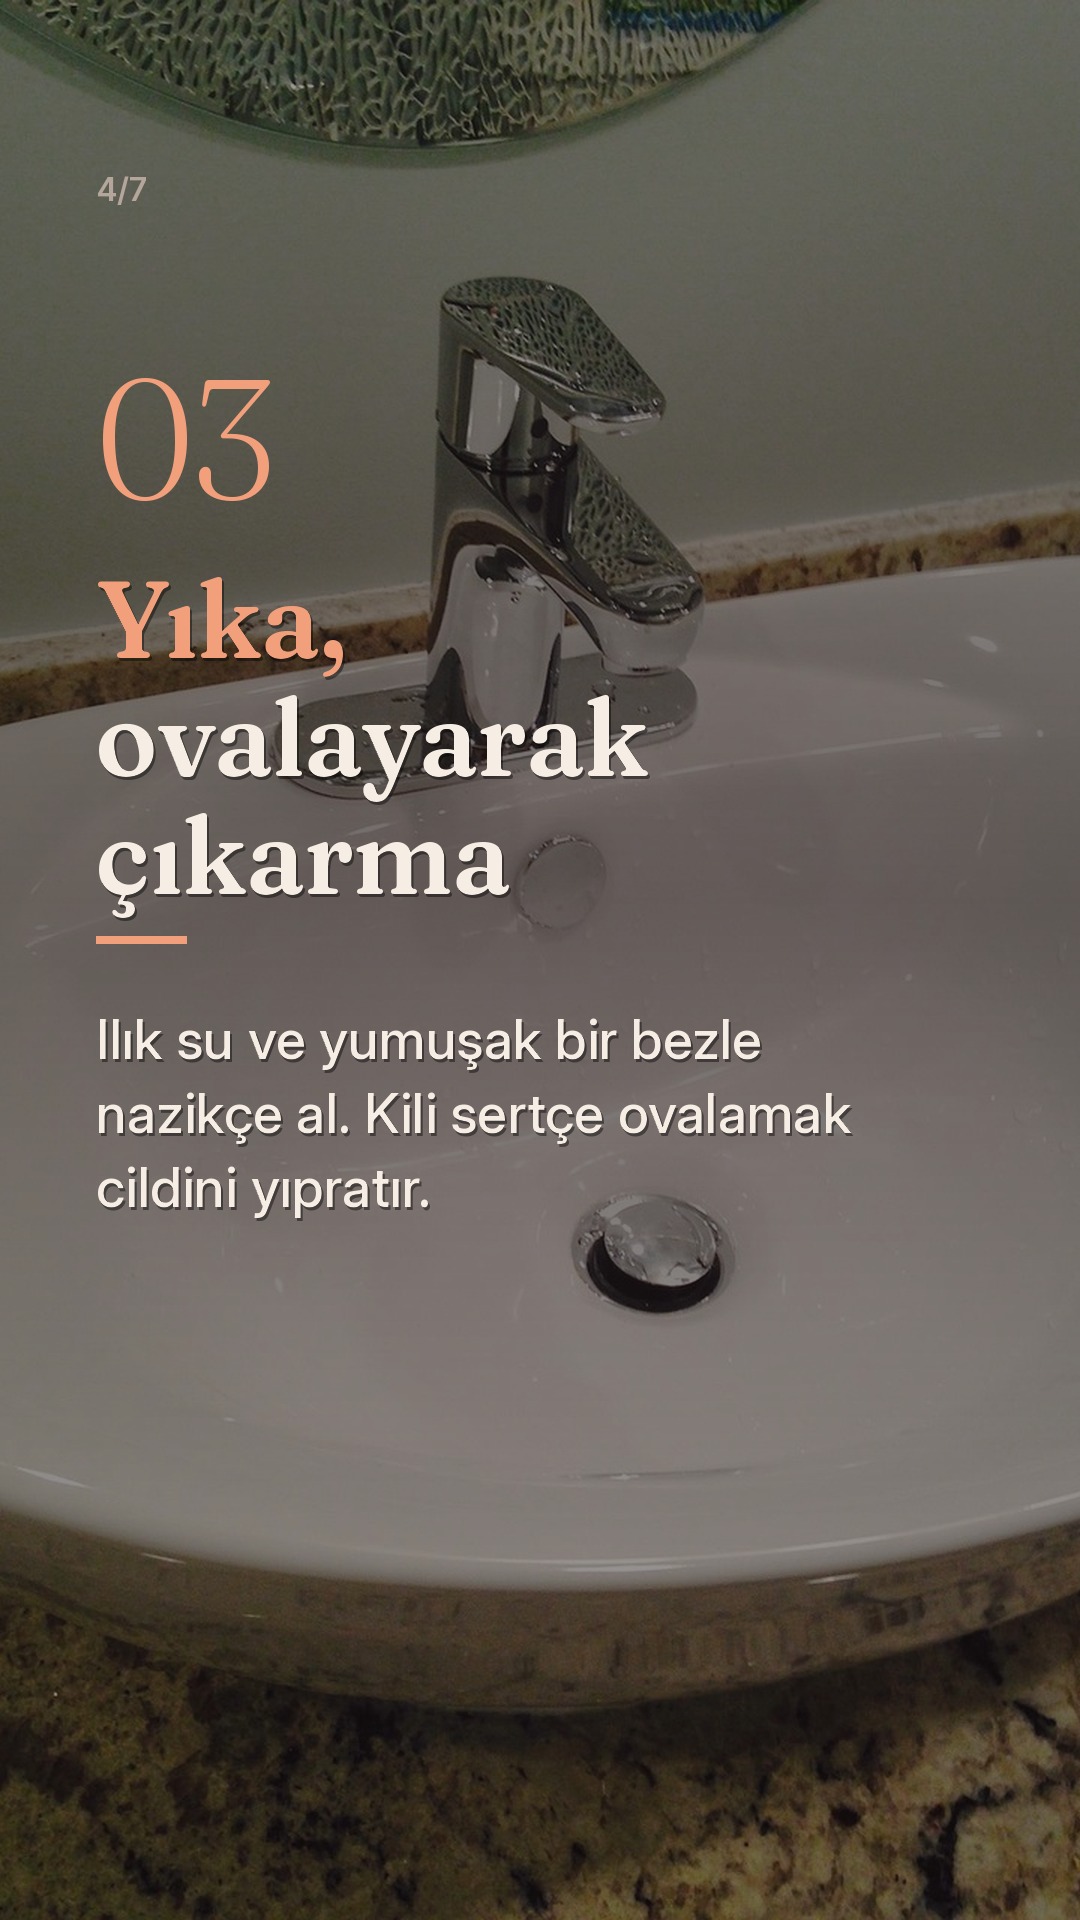 4/7
03
Yıka,
ovalayarak
çıkarma
Ilık su ve yumuşak bir bezle
nazikçe al. Kili sertçe ovalamak
cildini yıpratır.